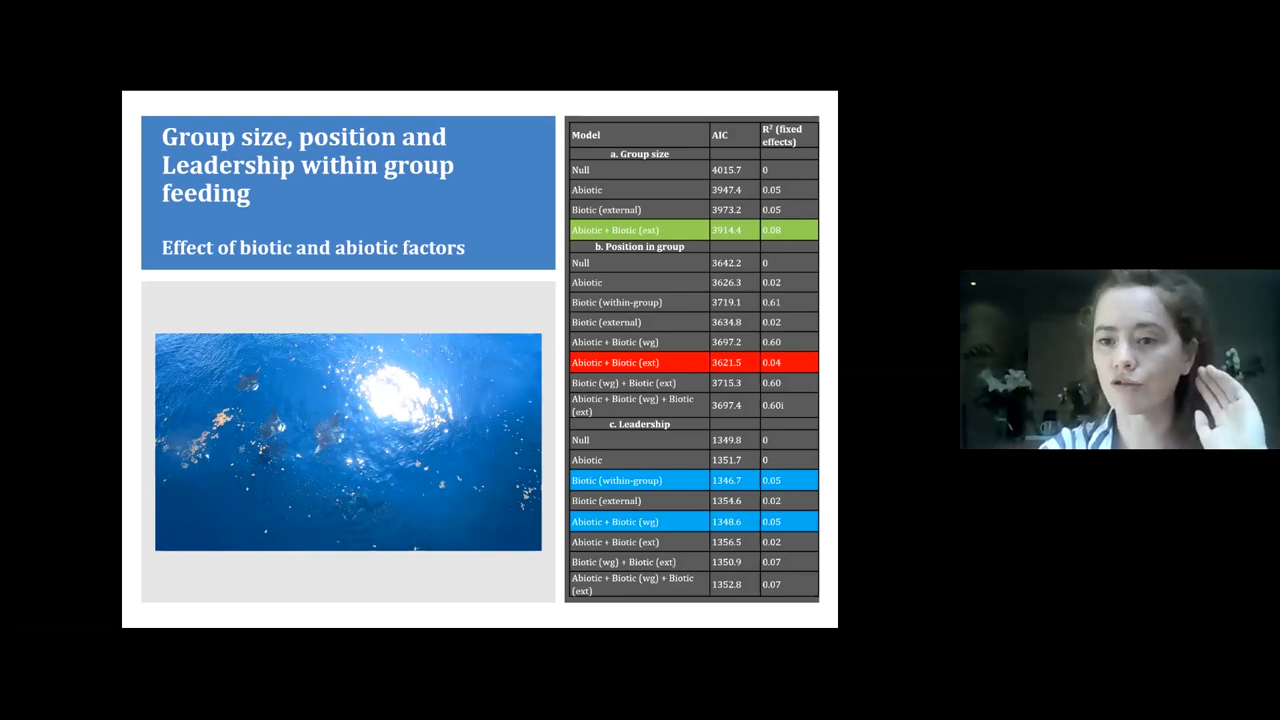 Group size, position and
Leadership within group
feeding
Effect of biotic and abiotic factors
Model AIC R² (fixed effects)
a. Group size
Null 4015.7 0
Abiotic 3947.4 0.05
Biotic (external) 3973.2 0.05
Abiotic + Biotic (ext) 3914.4 0.08
b. Position in group
Null 3642.2 0
Abiotic 3626.3 0.02
Biotic (within-group) 3719.1 0.61
Biotic (external) 3634.8 0.02
Abiotic + Biotic (wg) 3697.2 0.60
Abiotic + Biotic (ext) 3621.5 0.04
Biotic (wg) + Biotic (ext) 3715.3 0.60
Abiotic + Biotic (wg) + Biotic (ext) 3697.4 0.60i
c. Leadership
Null 1349.8 0
Abiotic 1351.7 0
Biotic (within-group) 1346.7 0.05
Biotic (external) 1354.6 0.02
Abiotic + Biotic (wg) 1348.6 0.05
Abiotic + Biotic (ext) 1356.5 0.02
Biotic (wg) + Biotic (ext) 1350.9 0.07
Abiotic + Biotic (wg) + Biotic (ext) 1352.8 0.07